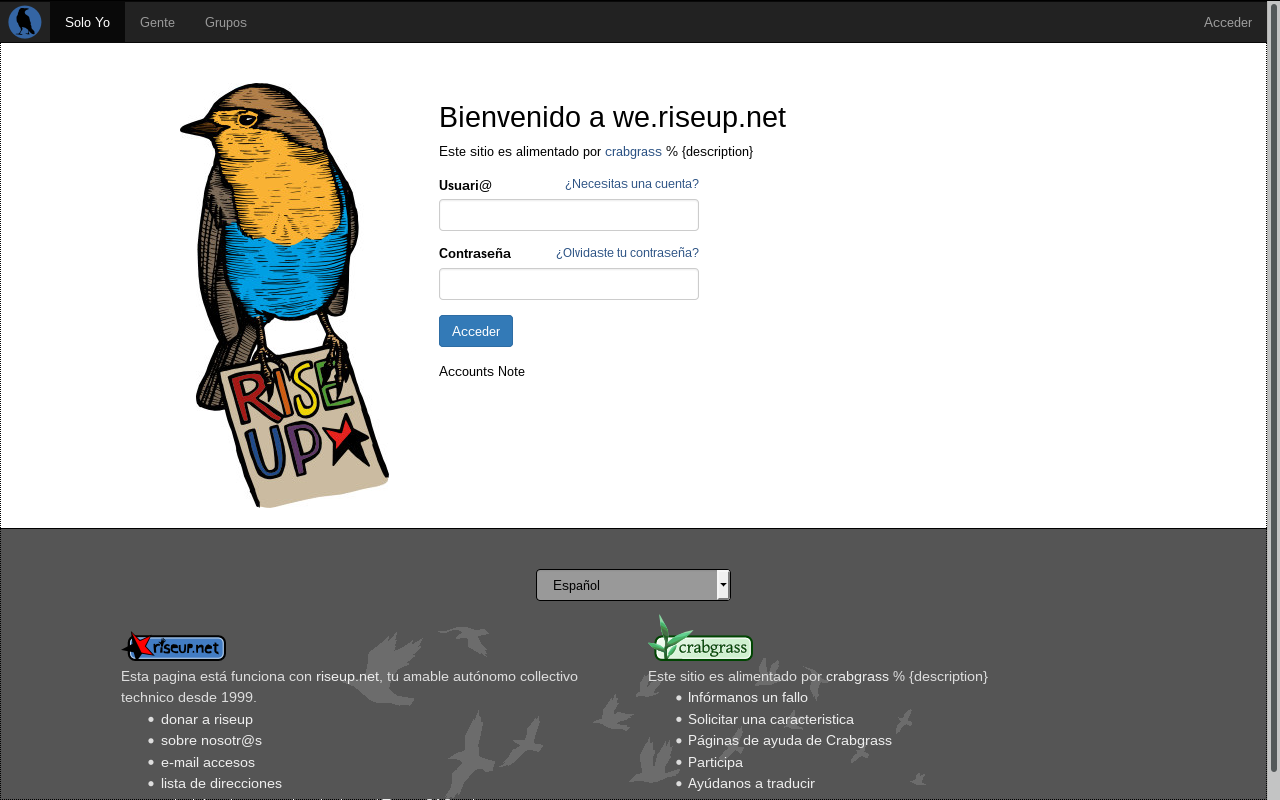 Solo Yo
Gente
Grupos
Acceder
Bienvenido a we.riseup.net
Este sitio es alimentado por crabgrass % {description}
Usuari@
¿Necesitas una cuenta?
Contraseña
¿Olvidaste tu contraseña?
Acceder
Accounts Note
RISE
UP
Español
riseup.net
Esta pagina está funciona con riseup.net, tu amable autónomo collectivo
technico desde 1999.
donar a riseup
sobre nosotr@s
e-mail accesos
lista de direcciones
crabgrass
Este sitio es alimentado por crabgrass % {description}
Infórmanos un fallo
Solicitar una caracteristica
Páginas de ayuda de Crabgrass
Participa
Ayúdanos a traducir